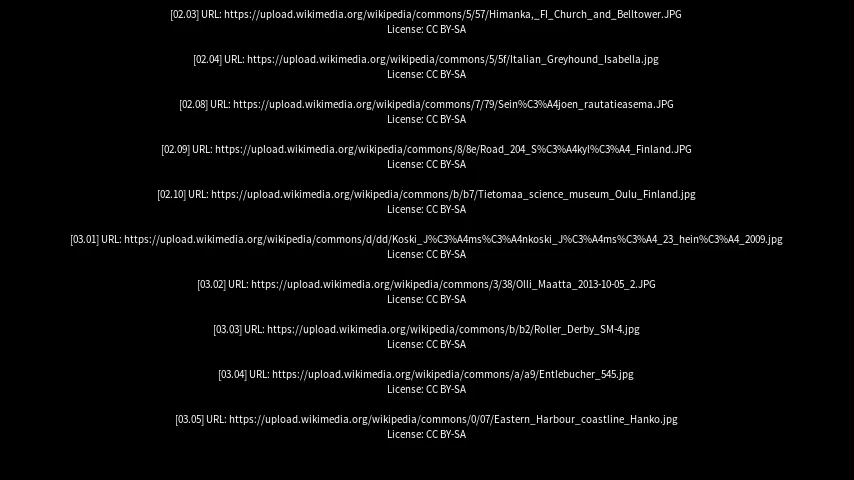 [02.03] URL: https://upload.wikimedia.org/wikipedia/commons/5/57/Himanka,_FI_Church_and_Belltower.JPG
License: CC BY-SA
[02.04] URL: https://upload.wikimedia.org/wikipedia/commons/5/5f/Italian_Greyhound_Isabella.jpg
License: CC BY-SA
[02.08] URL: https://upload.wikimedia.org/wikipedia/commons/7/79/Sein%C3%A4joen_rautatieasema.JPG
License: CC BY-SA
[02.09] URL: https://upload.wikimedia.org/wikipedia/commons/8/8e/Road_204_S%C3%A4kyl%C3%A4_Finland.JPG
License: CC BY-SA
[02.10] URL: https://upload.wikimedia.org/wikipedia/commons/b/b7/Tietomaa_science_museum_Oulu_Finland.jpg
License: CC BY-SA
[03.01] URL: https://upload.wikimedia.org/wikipedia/commons/d/dd/Koski_J%C3%A4ms%C3%A4nkoski_J%C3%A4ms%C3%A4_23_hein%C3%A4_2009.jpg
License: CC BY-SA
[03.02] URL: https://upload.wikimedia.org/wikipedia/commons/3/38/Olli_Maatta_2013-10-05_2.JPG
License: CC BY-SA
[03.03] URL: https://upload.wikimedia.org/wikipedia/commons/b/b2/Roller_Derby_SM-4.jpg
License: CC BY-SA
[03.04] URL: https://upload.wikimedia.org/wikipedia/commons/a/a9/Entlebucher_545.jpg
License: CC BY-SA
[03.05] URL: https://upload.wikimedia.org/wikipedia/commons/0/07/Eastern_Harbour_coastline_Hanko.jpg
License: CC BY-SA